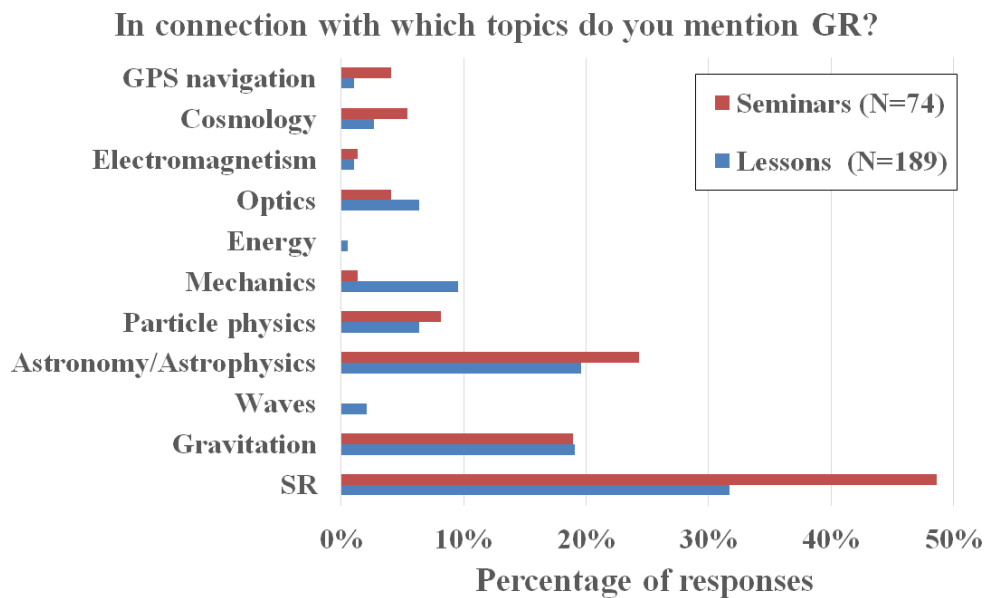 In connection with which topics do you mention GR?
GPS navigation
Cosmology
Electromagnetism
Optics
Energy
Mechanics
Particle physics
Astronomy/Astrophysics
Waves
Gravitation
SR
Seminars (N=74)
Lessons (N=189)
0% 10% 20% 30% 40% 50%
Percentage of responses